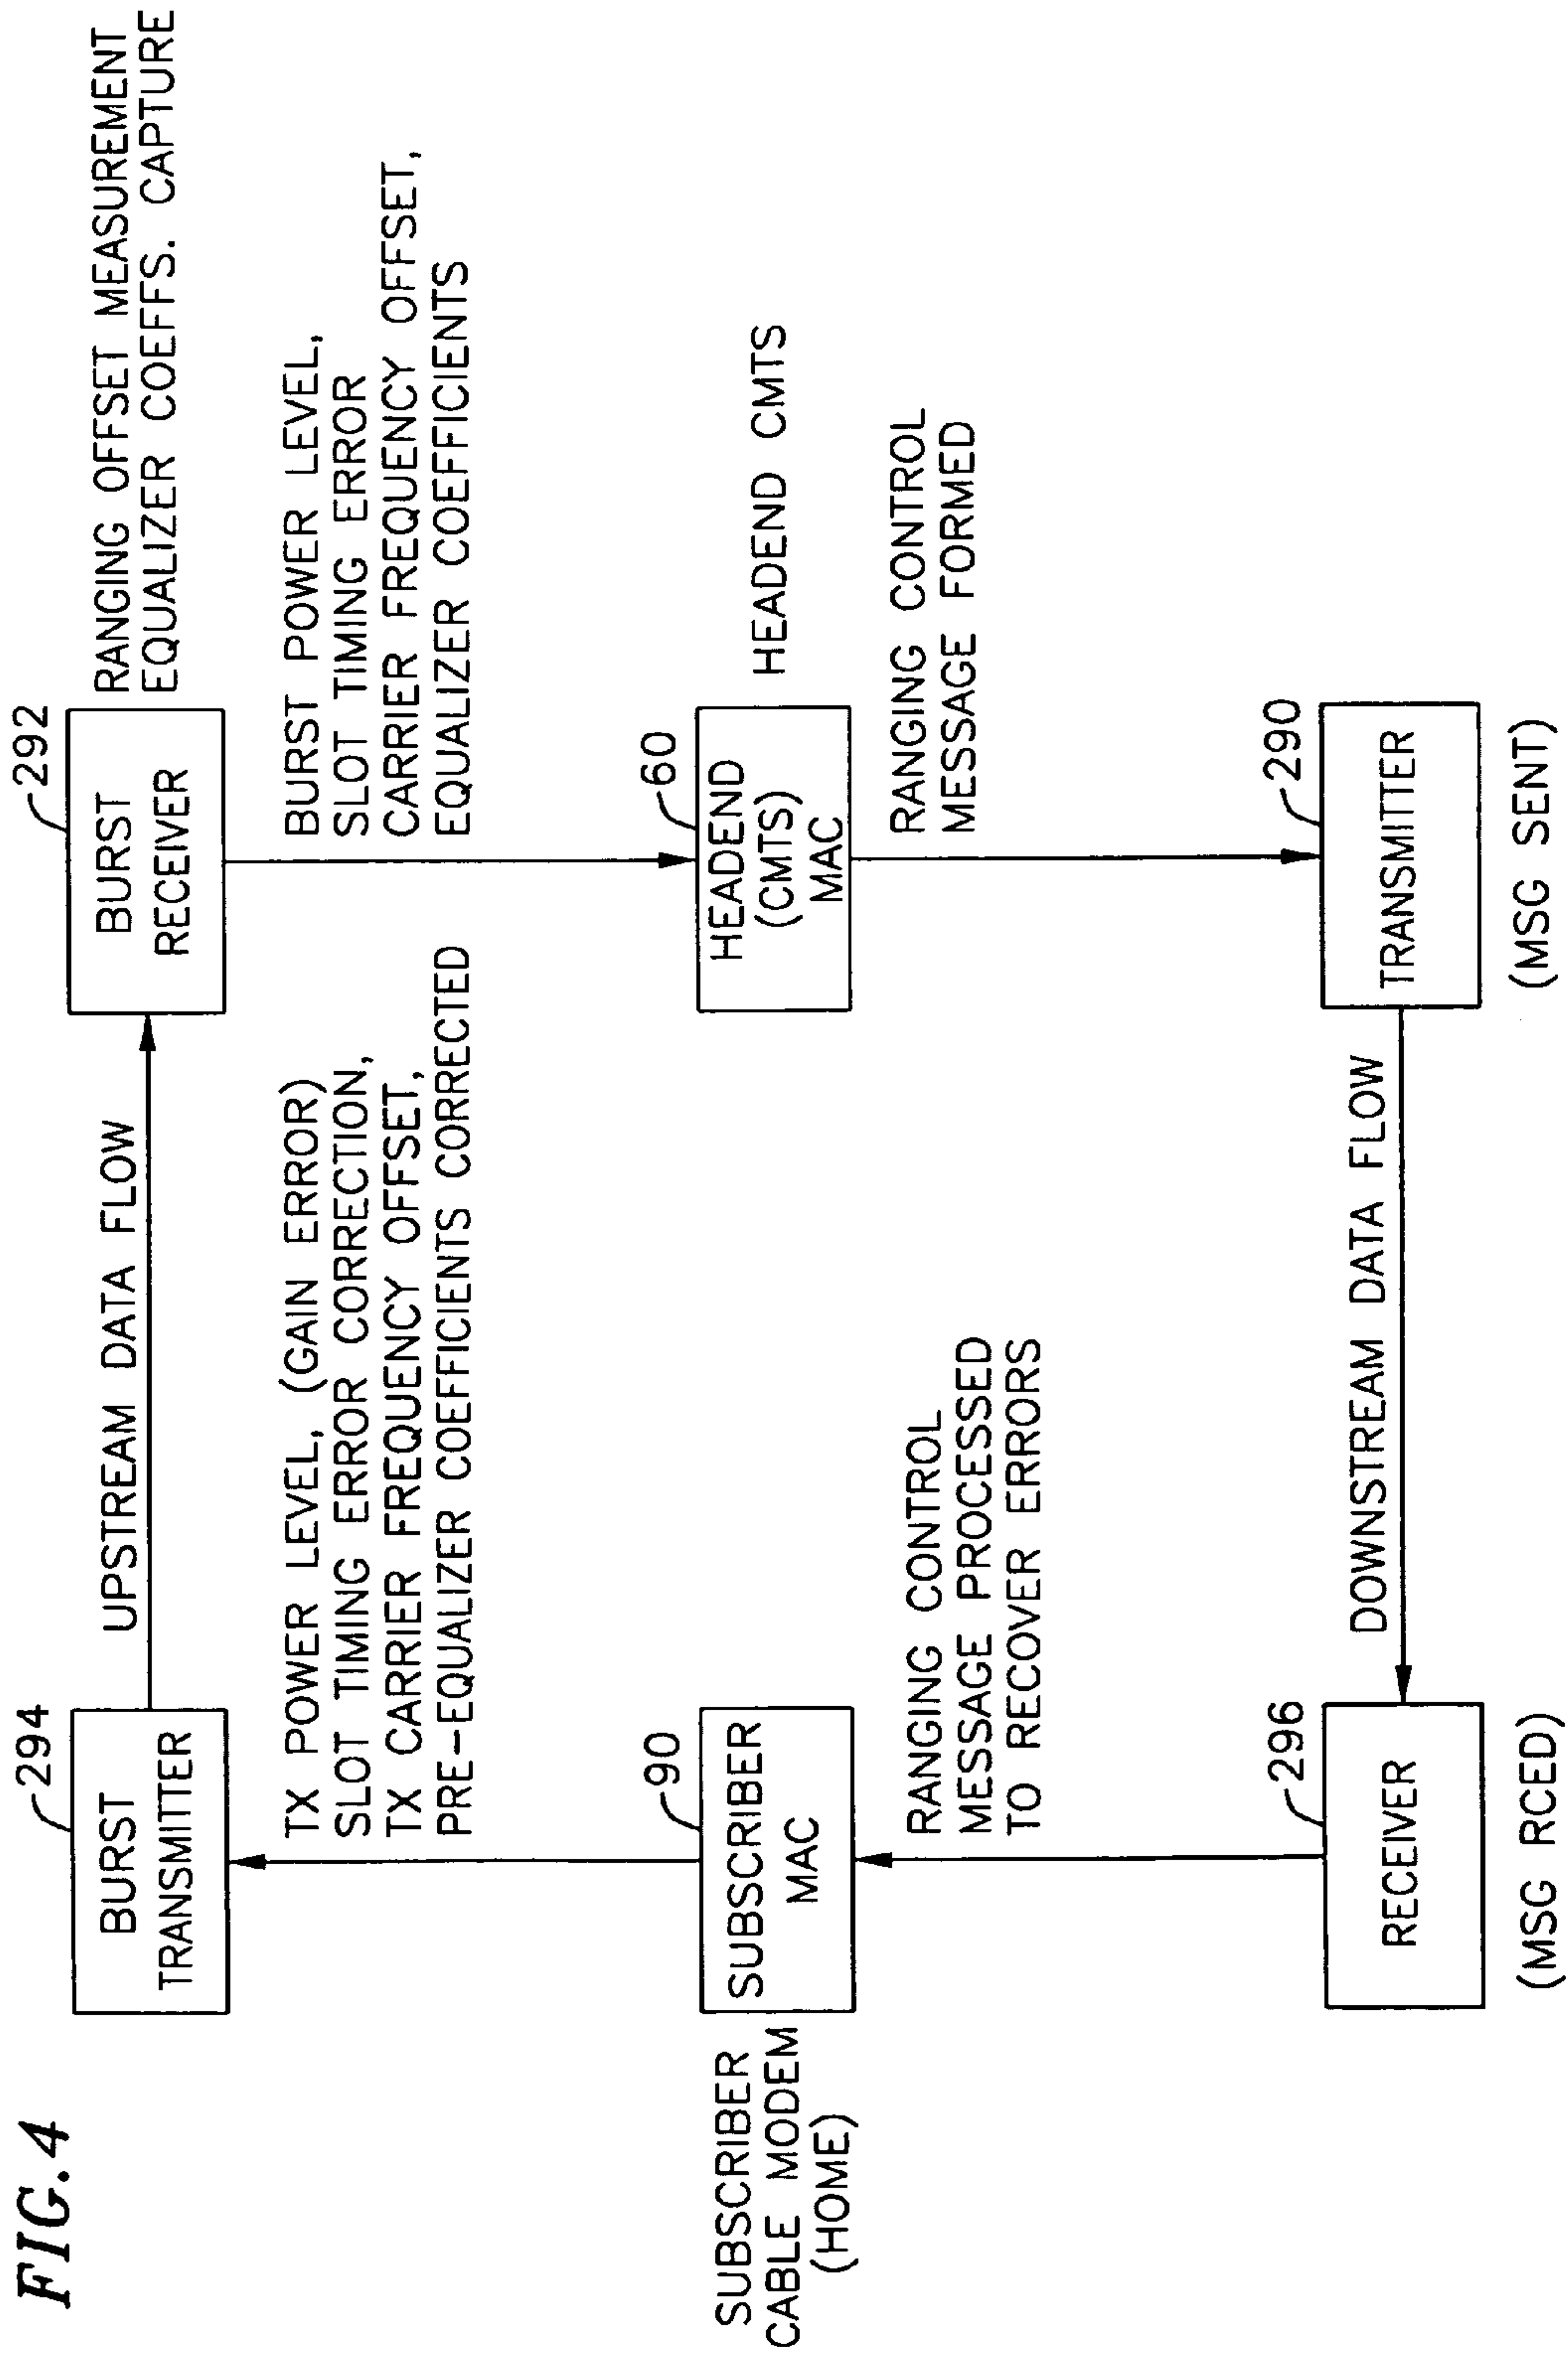 FIG.4
294
BURST
TRANSMITTER
UPSTREAM DATA FLOW
292
BURST
RECEIVER
RANGING OFFSET MEASUREMENT
EQUALIZER COEFFS. CAPTURE
TX POWER LEVEL, (GAIN ERROR)
SLOT TIMING ERROR CORRECTION,
TX CARRIER FREQUENCY OFFSET,
PRE-EQUALIZER COEFFICIENTS CORRECTED
BURST POWER LEVEL,
SLOT TIMING ERROR
CARRIER FREQUENCY OFFSET,
EQUALIZER COEFFICIENTS
SUBSCRIBER
CABLE MODEM
(HOME)
90
SUBSCRIBER
MAC
60
HEADEND
(CMTS)
MAC
HEADEND CMTS
RANGING CONTROL
MESSAGE PROCESSED
TO RECOVER ERRORS
RANGING CONTROL
MESSAGE FORMED
296
RECEIVER
(MSG RCED)
DOWNSTREAM DATA FLOW
290
TRANSMITTER
(MSG SENT)